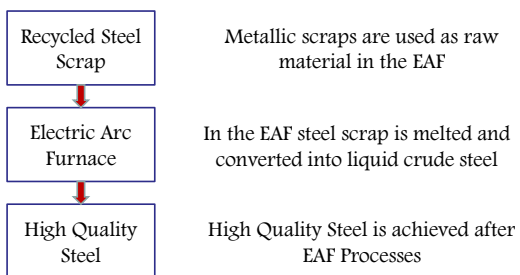 Recycled Steel
Scrap
Metallic scraps are used as raw
material in the EAF
Electric Arc
Furnace
In the EAF steel scrap is melted and
converted into liquid crude steel
High Quality
Steel
High Quality Steel is achieved after
EAF Processes